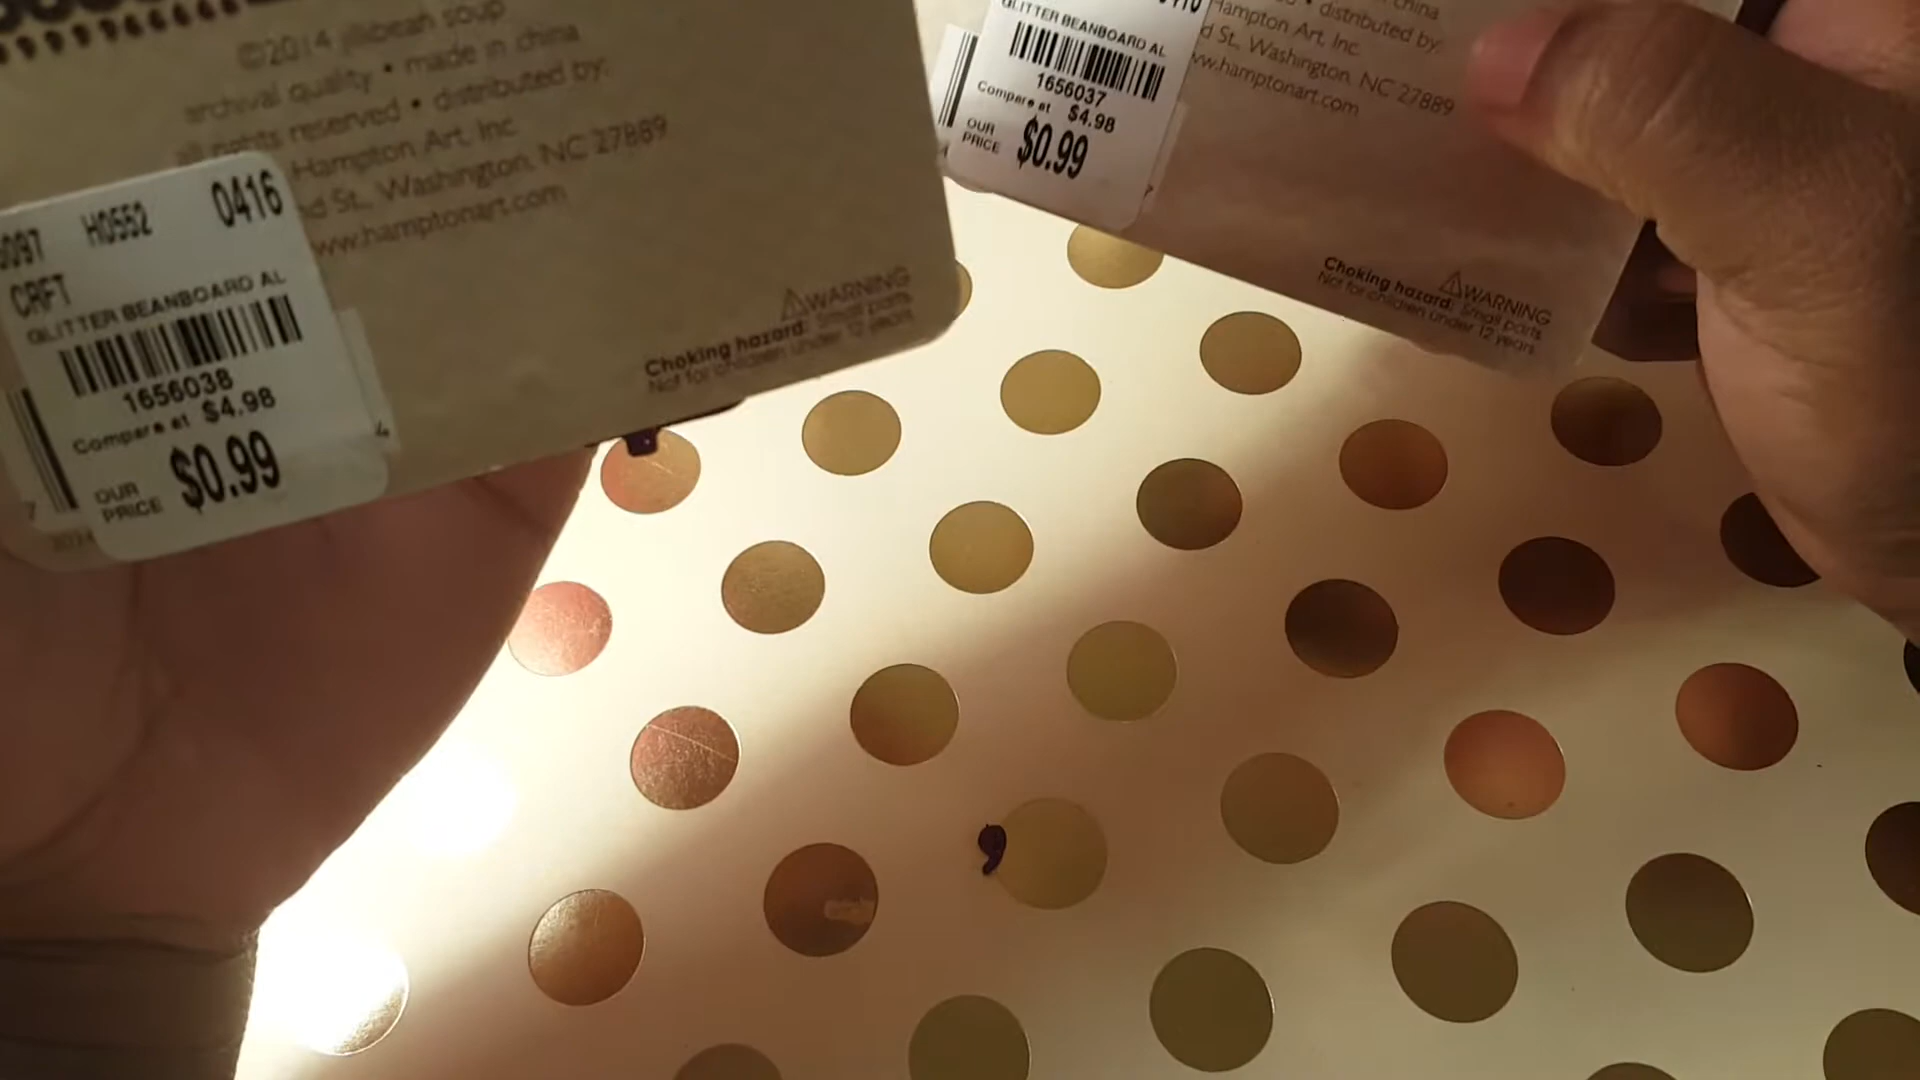 ©2014 jillibean soup
archival quality • made in china
all rights reserved • distributed by:
Hampton Art, Inc.
St., Washington, NC 27889
www.hamptonart.com
WARNING
Choking hazard: Small parts
Not for children under 12 years.
H0552 0416
CRFT
GLITTER BEANBOARD AL
1656038
Compare at $4.98
OUR PRICE $0.99
7
4
china
• distributed by:
Hampton Art, Inc.
St., Washington, NC 27889
www.hamptonart.com
GLITTER BEANBOARD AL
1656037
Compare at $4.98
OUR PRICE $0.99
WARNING
Choking hazard: Small parts
Not for children under 12 years.